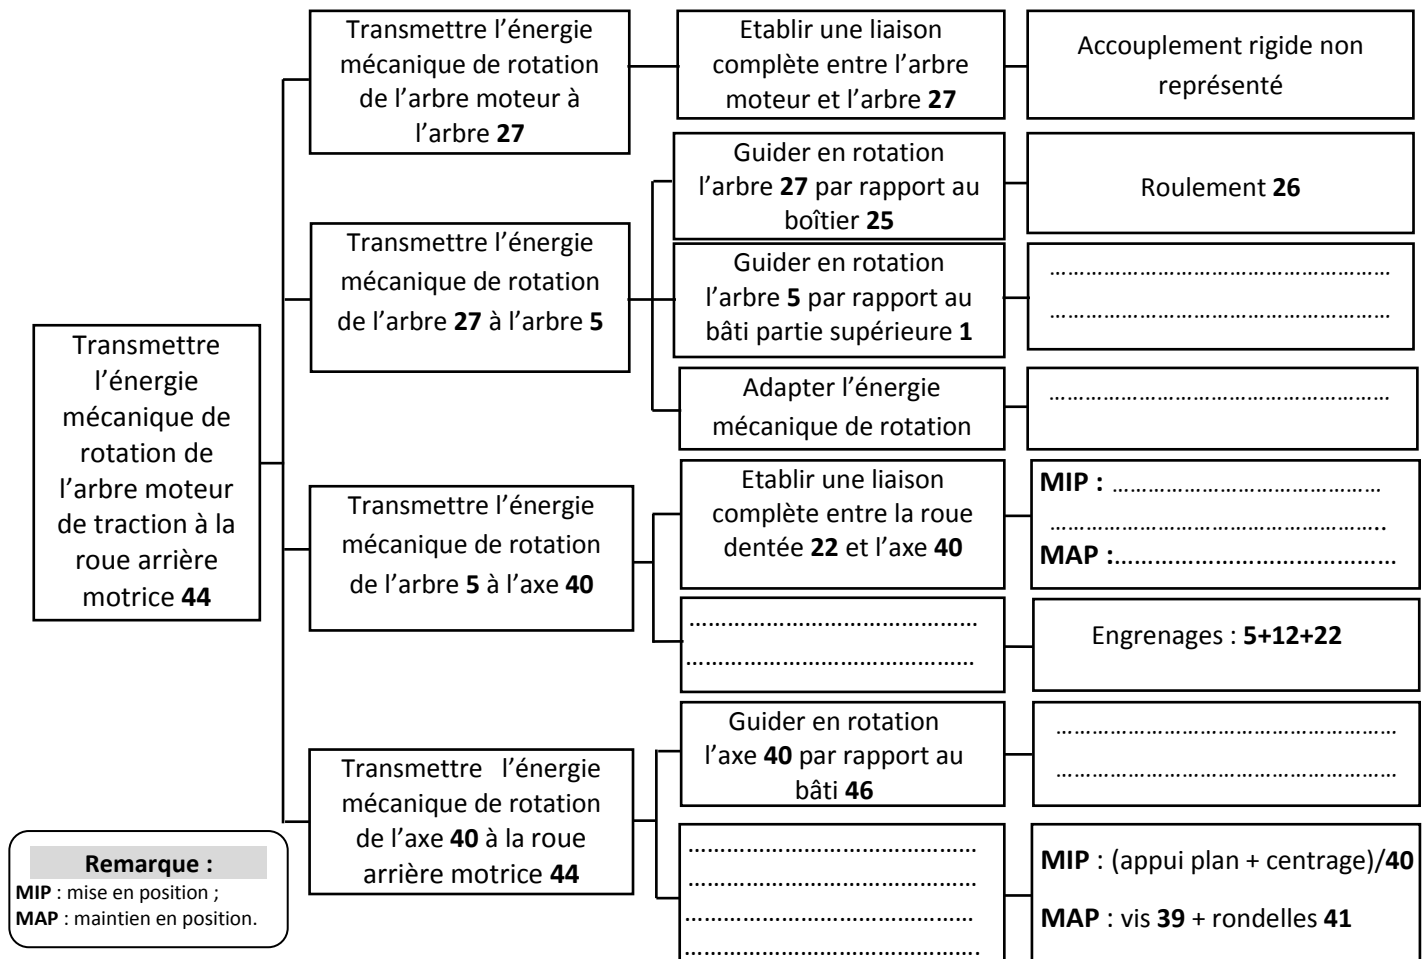 Transmettre
l’énergie
mécanique de
rotation de
l’arbre moteur
de traction à la
roue arrière
motrice 44
Transmettre l’énergie
mécanique de rotation
de l’arbre moteur à
l’arbre 27
Etablir une liaison
complète entre l’arbre
moteur et l’arbre 27
Accouplement rigide non
représenté
Transmettre l’énergie
mécanique de rotation
de l’arbre 27 à l’arbre 5
Guider en rotation
l’arbre 27 par rapport au
boîtier 25
Roulement 26
Guider en rotation
l’arbre 5 par rapport au
bâti partie supérieure 1
…………………………………………………
…………………………………………………
Adapter l’énergie
mécanique de rotation
…………………………………………………
Transmettre l’énergie
mécanique de rotation
de l’arbre 5 à l’axe 40
Etablir une liaison
complète entre la roue
dentée 22 et l’axe 40
MIP : ………………………………………
………………………………………………..
MAP :…………………………………………
…………………………………………
…………………………………………
Engrenages : 5+12+22
Transmettre l’énergie
mécanique de rotation
de l’axe 40 à la roue
arrière motrice 44
Guider en rotation
l’axe 40 par rapport au
bâti 46
…………………………………………………
…………………………………………………
…………………………………………
…………………………………………
…………………………………………
………………………………………….
MIP : (appui plan + centrage)/40
MAP : vis 39 + rondelles 41
Remarque :
MIP : mise en position ;
MAP : maintien en position.